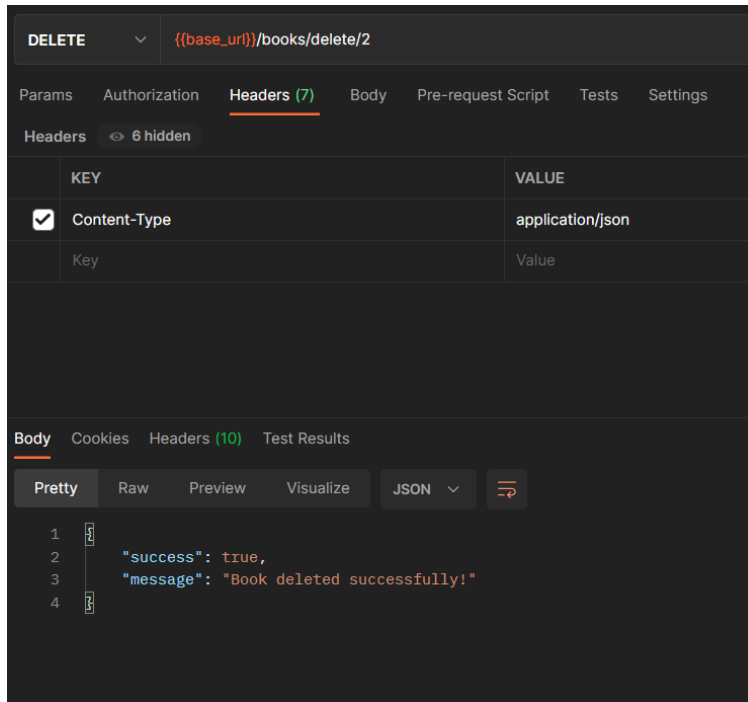 DELETE {{base_url}}/books/delete/2
Params Authorization Headers (7) Body Pre-request Script Tests Settings
Headers 6 hidden
KEY VALUE
Content-Type application/json
Key Value
Body Cookies Headers (10) Test Results
Pretty Raw Preview Visualize JSON
1 {
2 "success": true,
3 "message": "Book deleted successfully!"
4 }